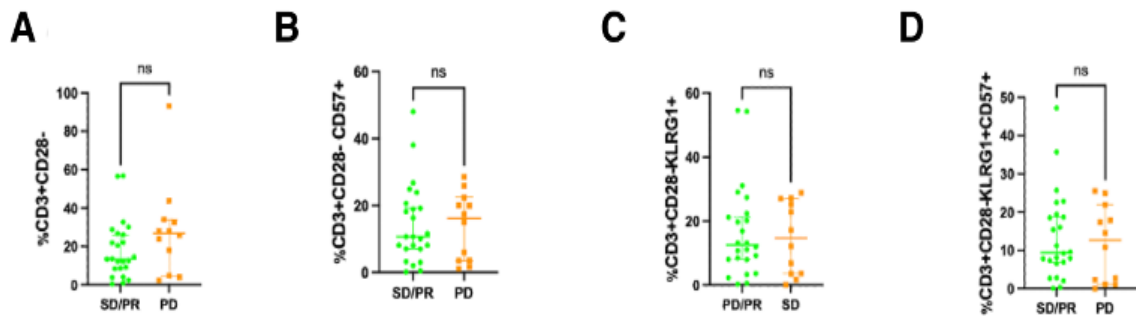 A
%CD3+CD28-
100
80
60
40
20
0
ns
SD/PR PD
B
%CD3+CD28- CD57+
60
40
20
0
ns
SD/PR PD
C
%CD3+CD28-KLRG1+
60
40
20
0
ns
PD/PR SD
D
%CD3+CD28-KLRG1+CD57+
50
40
30
20
10
0
ns
SD/PR PD